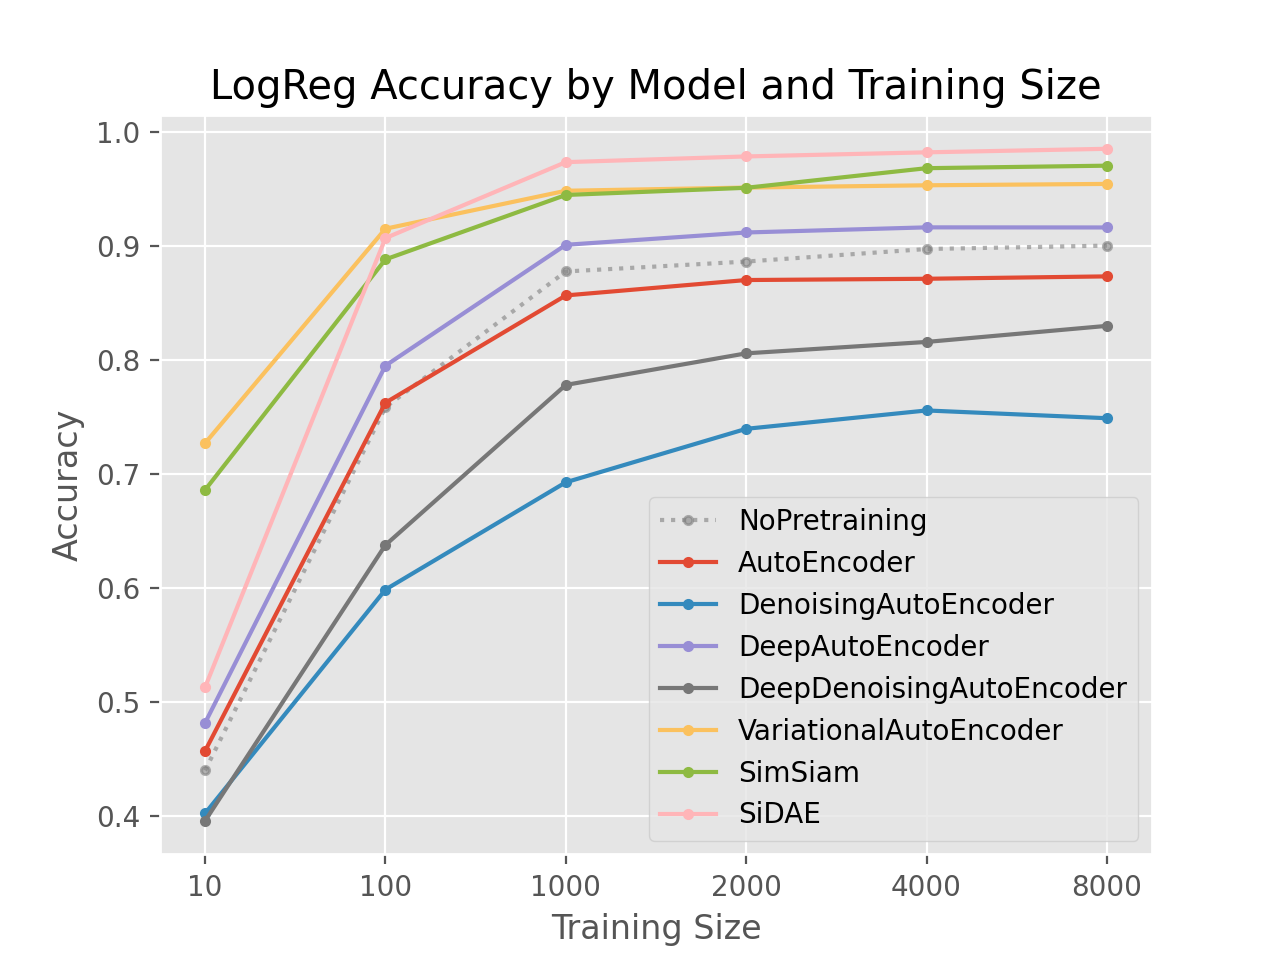 LogReg Accuracy by Model and Training Size
1.0
0.9
0.8
0.7
0.6
0.5
0.4
Accuracy
NoPretraining
AutoEncoder
DenoisingAutoEncoder
DeepAutoEncoder
DeepDenoisingAutoEncoder
VariationalAutoEncoder
SimSiam
SiDAE
10 100 1000 2000 4000 8000
Training Size